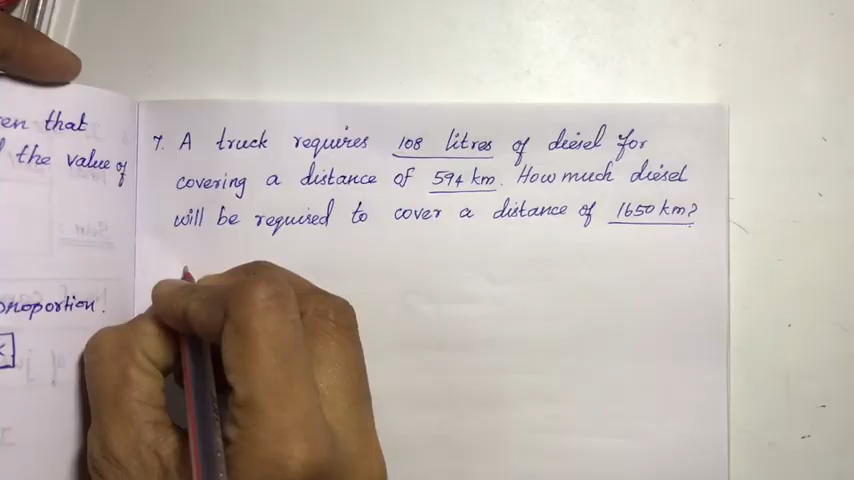 en that
the value of
onoportion.
7. A truck requires 108 litres of diesel for
covering a distance of 594 km. How much diesel
will be required to cover a distance of 1650 km?